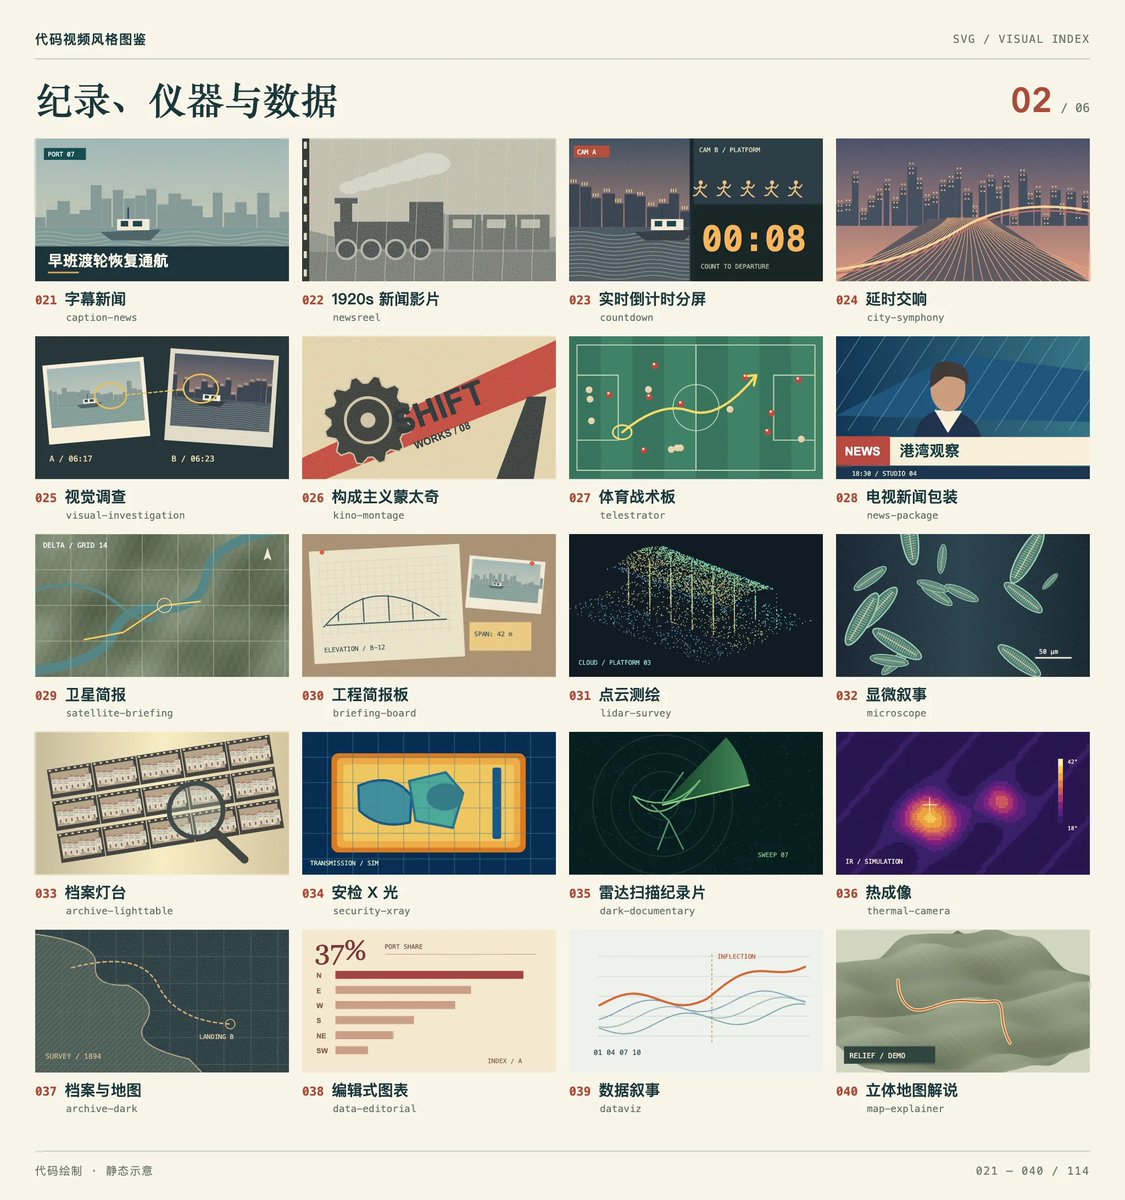 代码视频风格图鉴
SVG / VISUAL INDEX
纪录、仪器与数据
02 / 06
PORT 07
早班渡轮恢复通航
021 字幕新闻
caption-news
022 1920s 新闻影片
newsreel
CAM A
CAM B / PLATFORM
00:08
COUNT TO DEPARTURE
023 实时倒计时分屏
countdown
024 延时交响
city-symphony
A / 06:17
B / 06:23
025 视觉调查
visual-investigation
SHIFT
WORKS / 08
026 构成主义蒙太奇
kino-montage
027 体育战术板
telestrator
NEWS
港湾观察
18:30 / STUDIO 04
028 电视新闻包装
news-package
DELTA / GRID 14
029 卫星简报
satellite-briefing
ELEVATION / B-12
SPAN: 42 m
030 工程简报板
briefing-board
CLOUD / PLATFORM 03
031 点云测绘
lidar-survey
50 μm
032 显微叙事
microscope
033 档案灯台
archive-lighttable
TRANSMISSION / SIM
034 安检 X 光
security-xray
SWEEP 07
035 雷达扫描纪录片
dark-documentary
42°
18°
IR / SIMULATION
036 热成像
thermal-camera
LANDING B
SURVEY / 1894
037 档案与地图
archive-dark
37%
PORT SHARE
N
E
W
S
NE
SW
INDEX / A
038 编辑式图表
data-editorial
INFLECTION
01 04 07 10
039 数据叙事
dataviz
RELIEF / DEMO
040 立体地图解说
map-explainer
代码绘制 · 静态示意
021 — 040 / 114